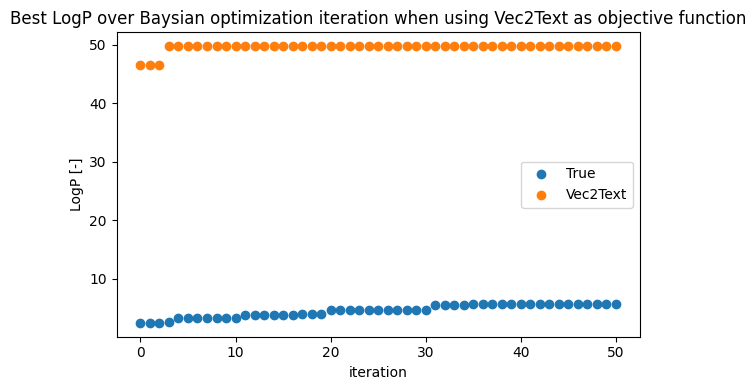 Best LogP over Baysian optimization iteration when using Vec2Text as objective function
50
40
30
20
10
LogP [-]
True
Vec2Text
0
10
20
30
40
50
iteration